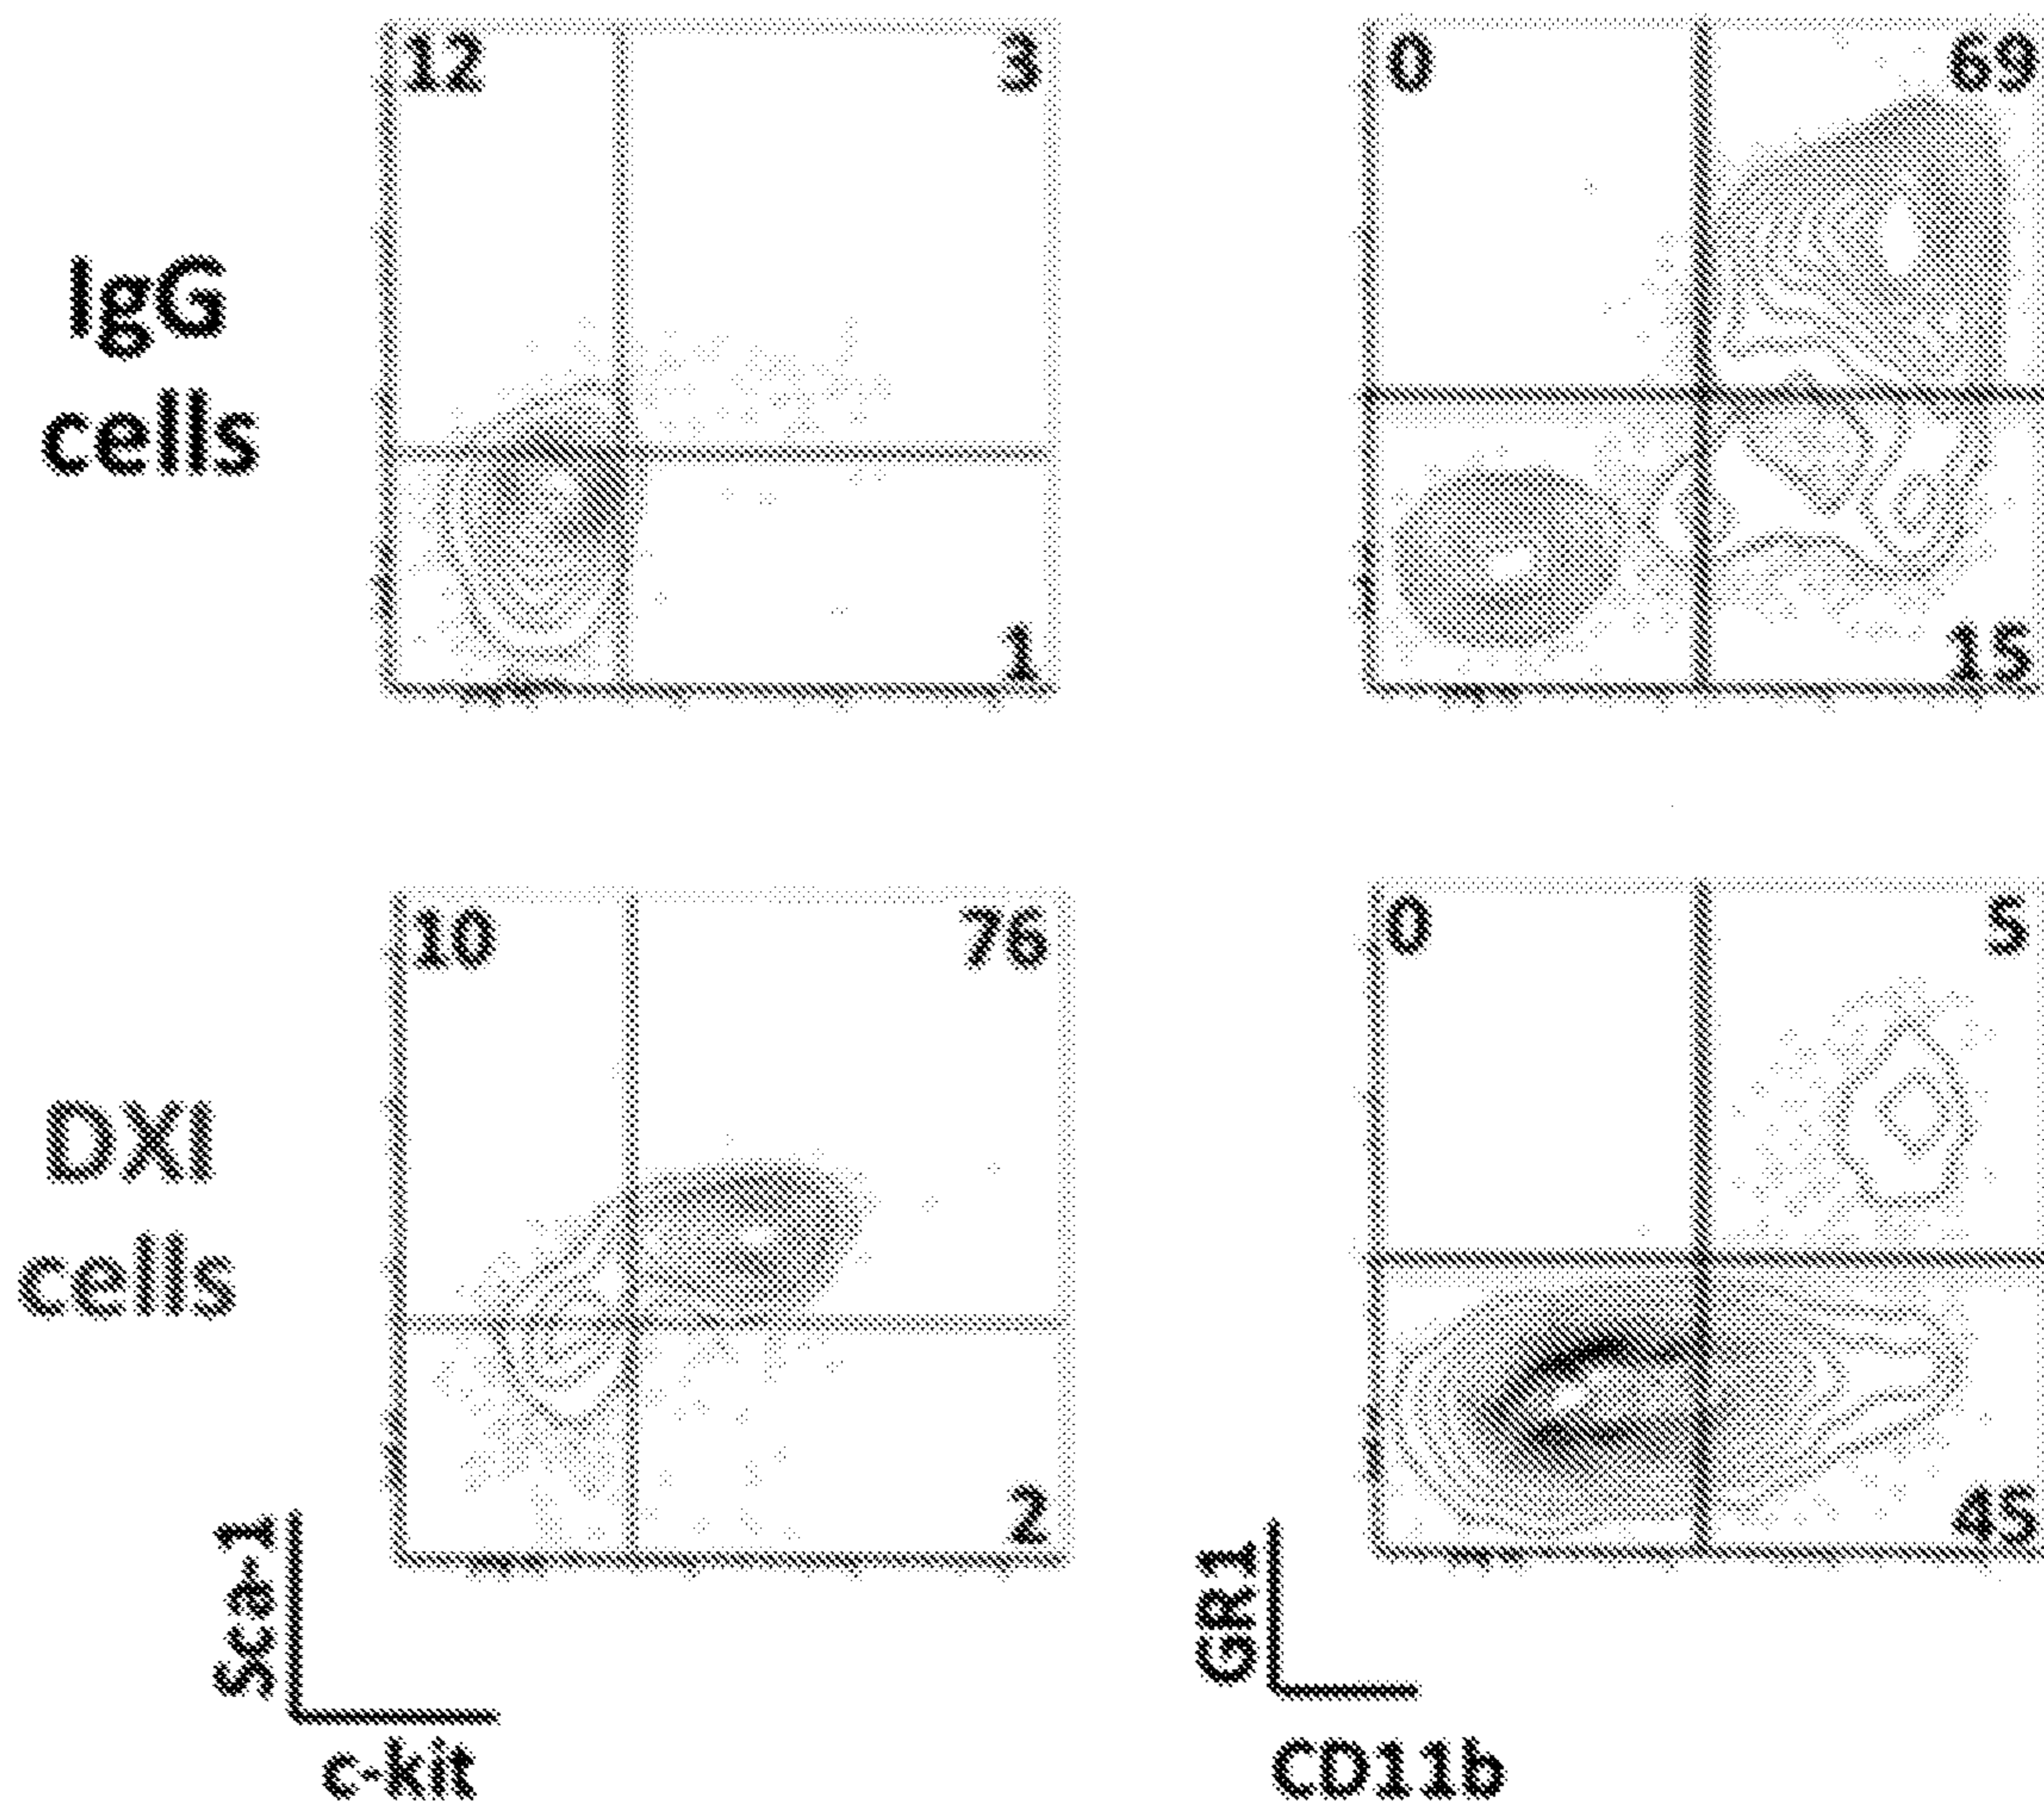 12 3 0 69
IgG
cells
1 15
10 76 0 5
DXI
cells
2 45
Sca-1
GR1
c-kit
CD11b